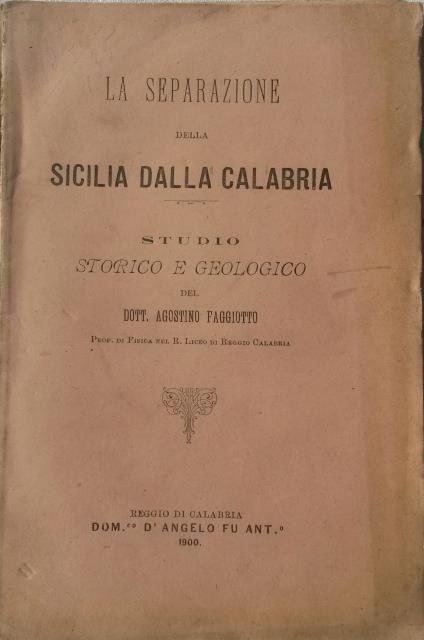 LA SEPARAZIONE
DELLA
SICILIA DALLA CALABRIA
STUDIO
STORICO E GEOLOGICO
DEL
DOTT. AGOSTINO FAGGIOTTO
PROF. DI FISICA NEL R. LICEO DI REGGIO CALABRIA
REGGIO DI CALABRIA
DOM.co D'ANGELO FU ANT.o
1900.